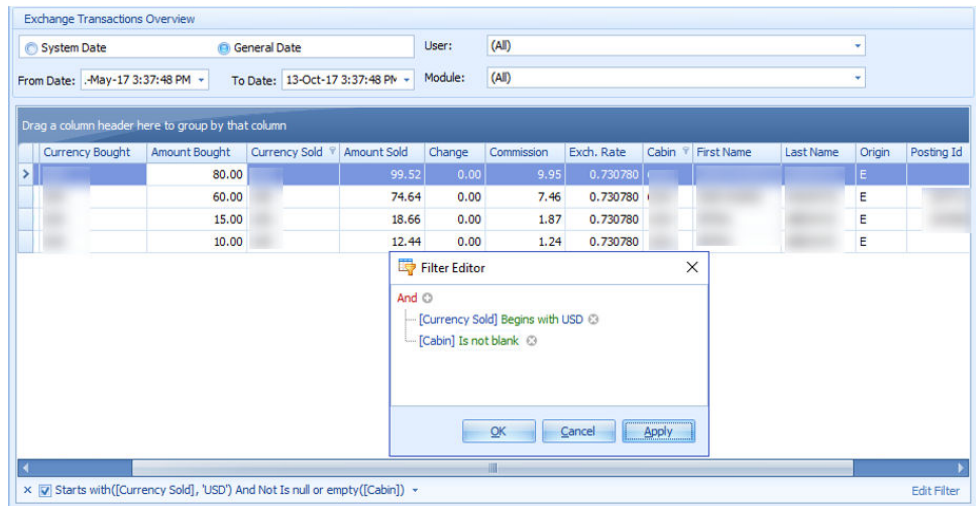 Exchange Transactions Overview
System Date General Date User: (All)
From Date: .-May-17 3:37:48 PM To Date: 13-Oct-17 3:37:48 PM Module: (All)
Drag a column header here to group by that column
Currency Bought Amount Bought Currency Sold Amount Sold Change Commission Exch. Rate Cabin First Name Last Name Origin Posting Id
80.00 99.52 0.00 9.95 0.730780 E
60.00 74.64 0.00 7.46 0.730780 E
15.00 18.66 0.00 1.87 0.730780 E
10.00 12.44 0.00 1.24 0.730780 E
Filter Editor
And
[Currency Sold] Begins with USD
[Cabin] Is not blank
OK Cancel Apply
Starts with([Currency Sold], 'USD') And Not Is null or empty([Cabin]) Edit Filter